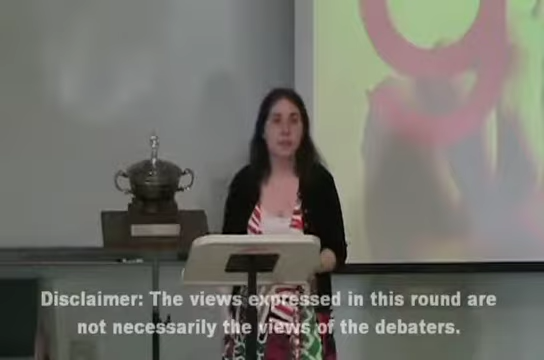 Disclaimer: The views expressed in this round are
not necessarily the views of the debaters.